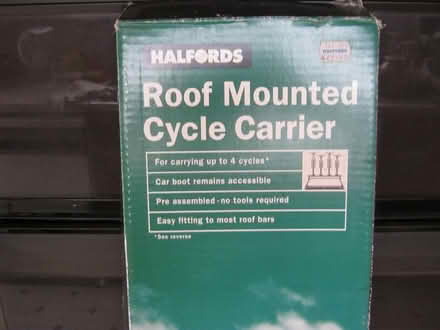 HALFORDS
Roof Mounted
Cycle Carrier
For carrying up to 4 cycles*
Car boot remains accessible
Pre assembled-no tools required
Easy fitting to most roof bars
*See reverse